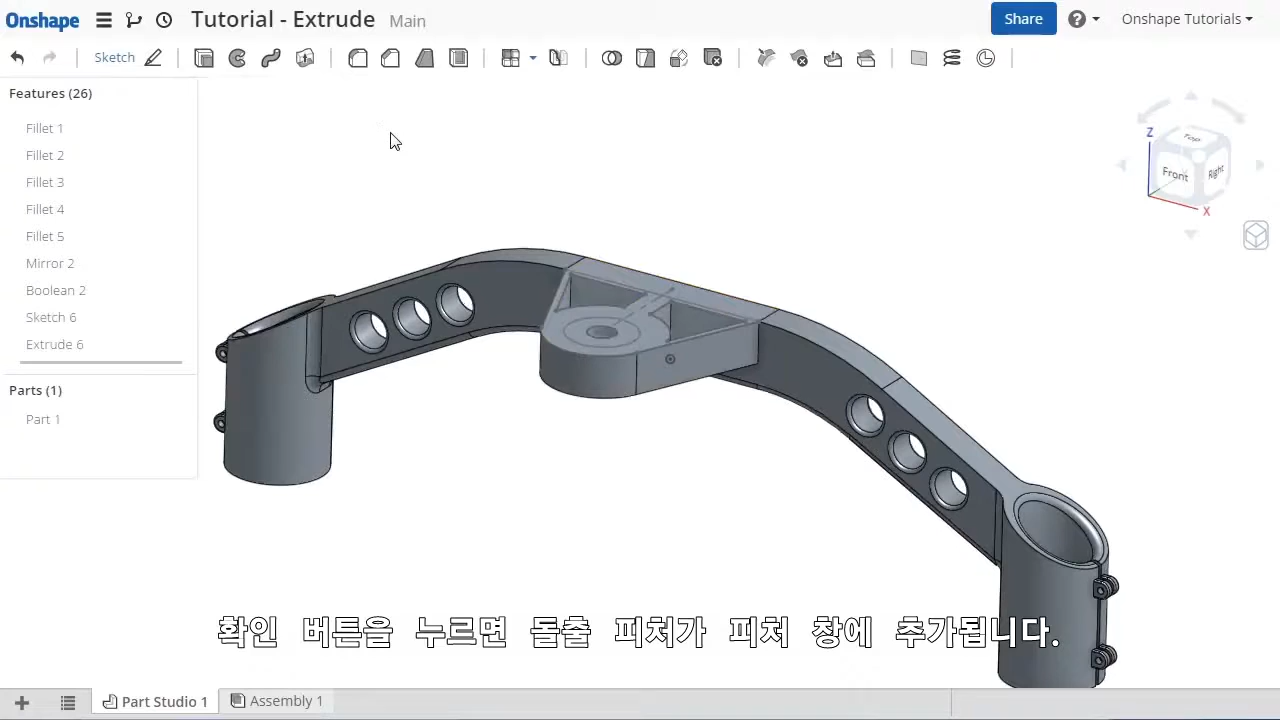 Onshape Tutorial - Extrude Main Share Onshape Tutorials
Sketch
Features (26)
Fillet 1
Fillet 2
Fillet 3
Fillet 4
Fillet 5
Mirror 2
Boolean 2
Sketch 6
Extrude 6
Parts (1)
Part 1
Top
Z
Front Right
X
확인 버튼을 누르면 돌출 피처가 피처 창에 추가됩니다.
Part Studio 1 Assembly 1